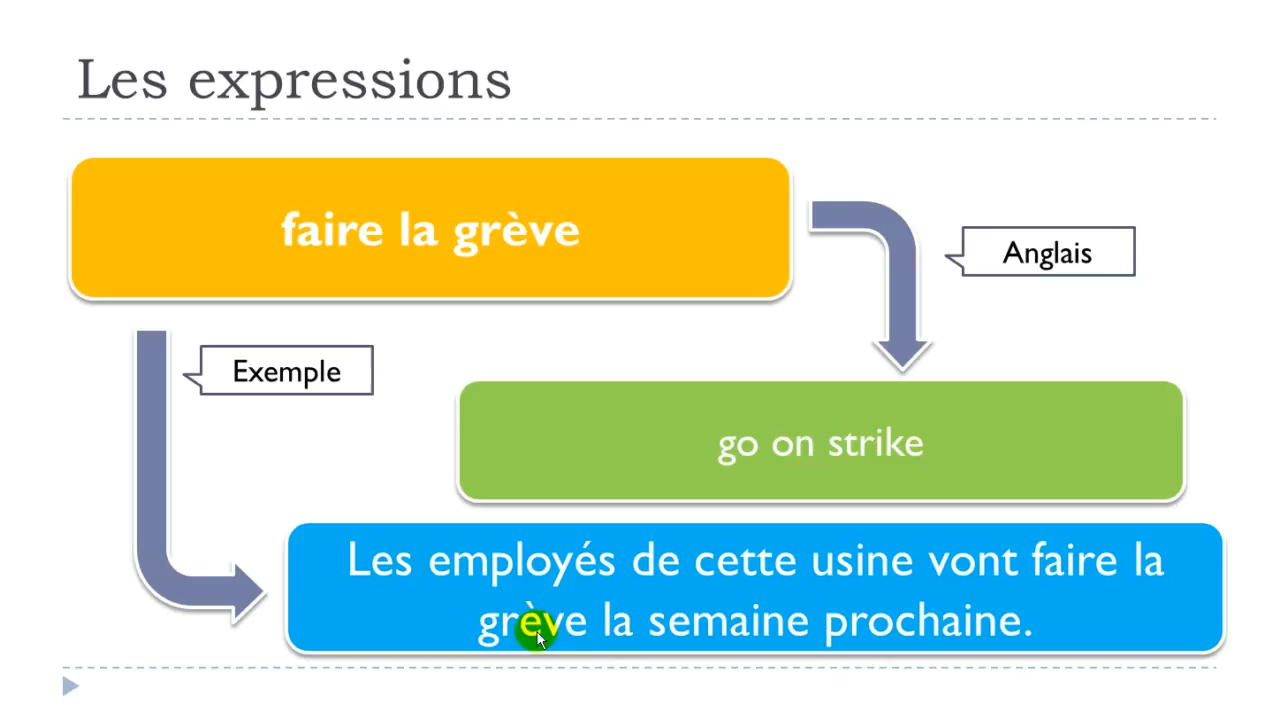 Les expressions
faire la grève
Anglais
Exemple
go on strike
Les employés de cette usine vont faire la
grève la semaine prochaine.